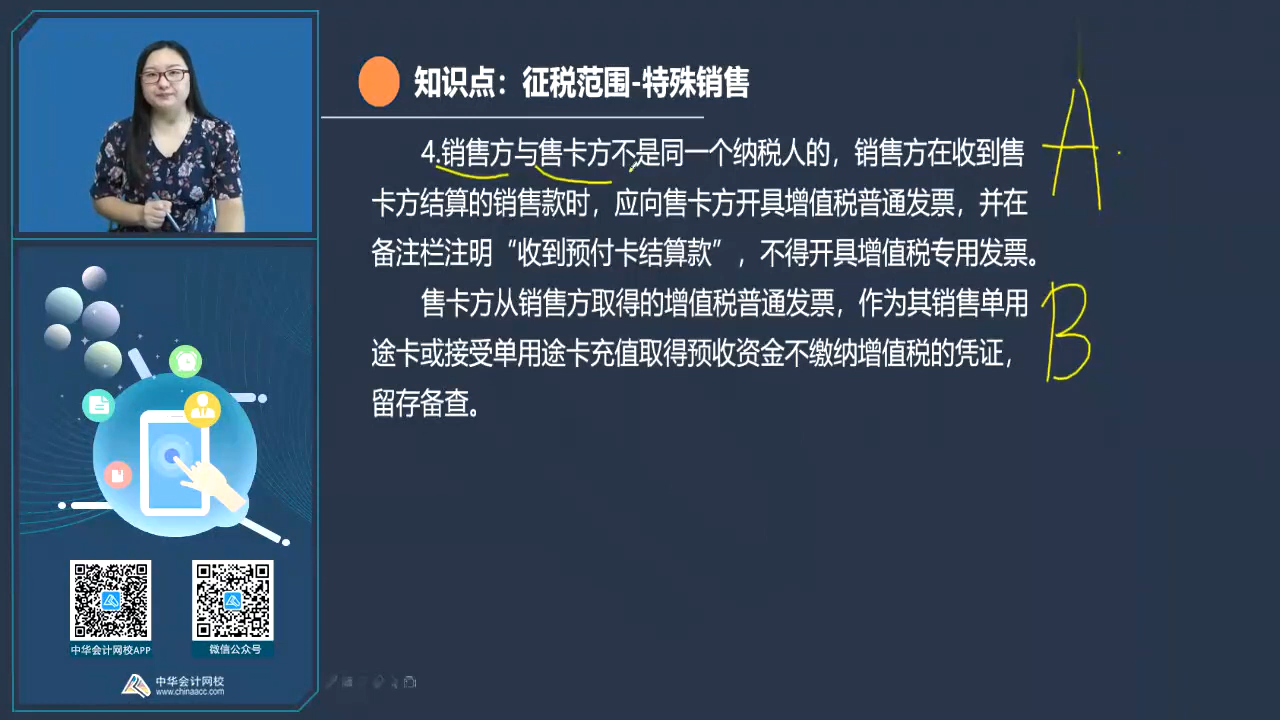 知识点：征税范围-特殊销售
4.销售方与售卡方不是同一个纳税人的，销售方在收到售
卡方结算的销售款时，应向售卡方开具增值税普通发票，并在
备注栏注明“收到预付卡结算款”，不得开具增值税专用发票。
售卡方从销售方取得的增值税普通发票，作为其销售单用
途卡或接受单用途卡充值取得预收资金不缴纳增值税的凭证，
留存备查。
A
B
中华会计网校APP
微信公众号
中华会计网校
www.chinaacc.com